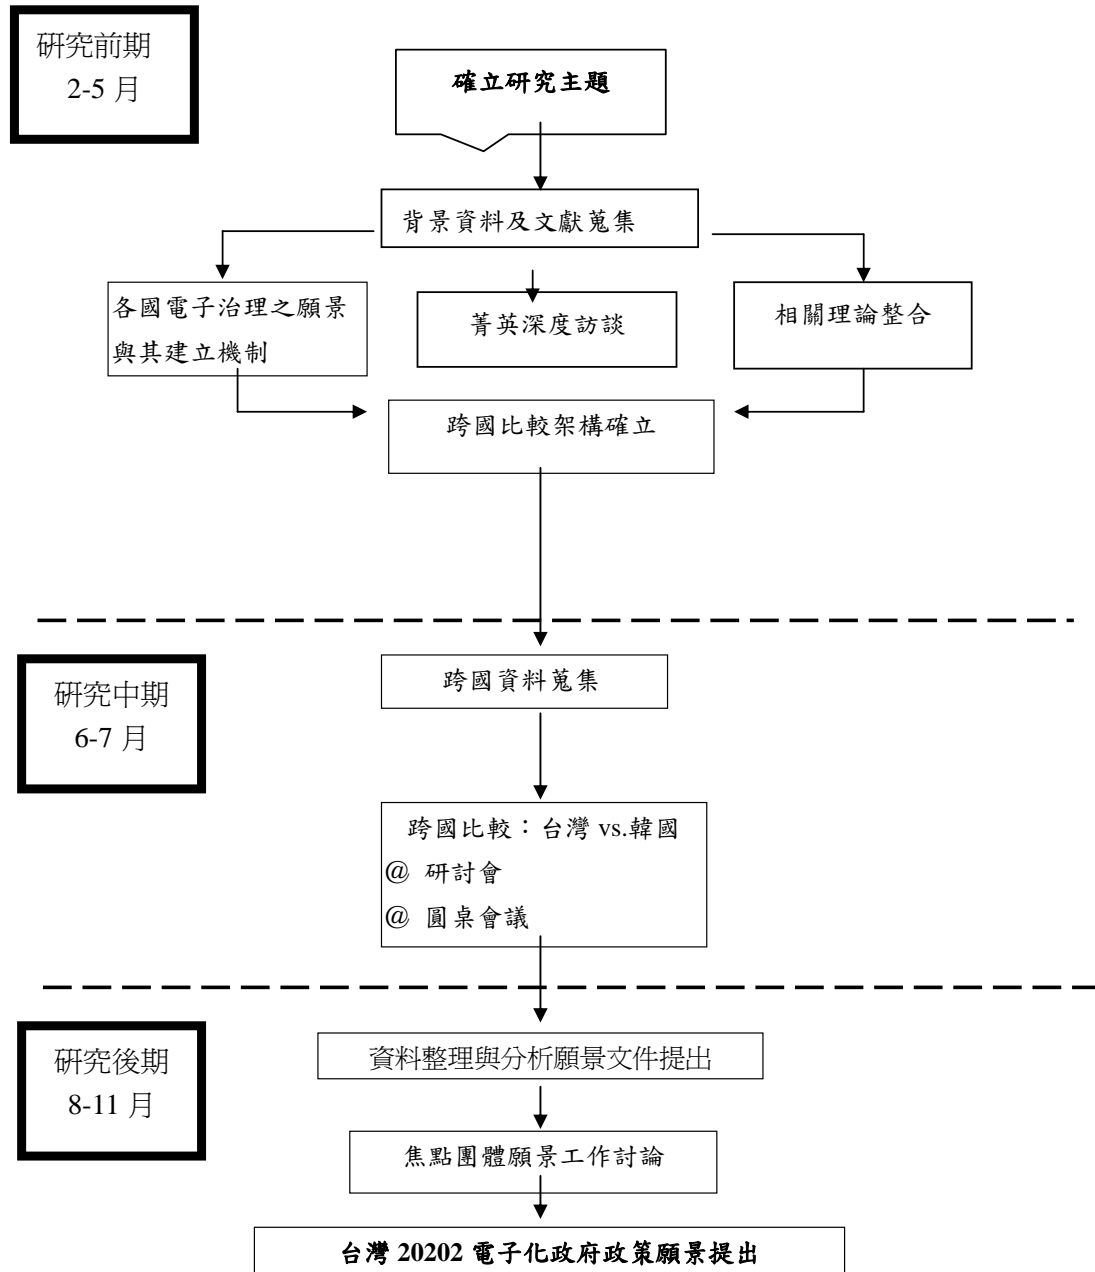 研究前期
2-5 月
確立研究主題
背景資料及文獻蒐集
各國電子治理之願景
與其建立機制
菁英深度訪談
相關理論整合
跨國比較架構確立
研究中期
6-7 月
跨國資料蒐集
跨國比較：台灣 vs.韓國
@ 研討會
@ 圓桌會議
研究後期
8-11 月
資料整理與分析願景文件提出
焦點團體願景工作討論
台灣 20202 電子化政府政策願景提出